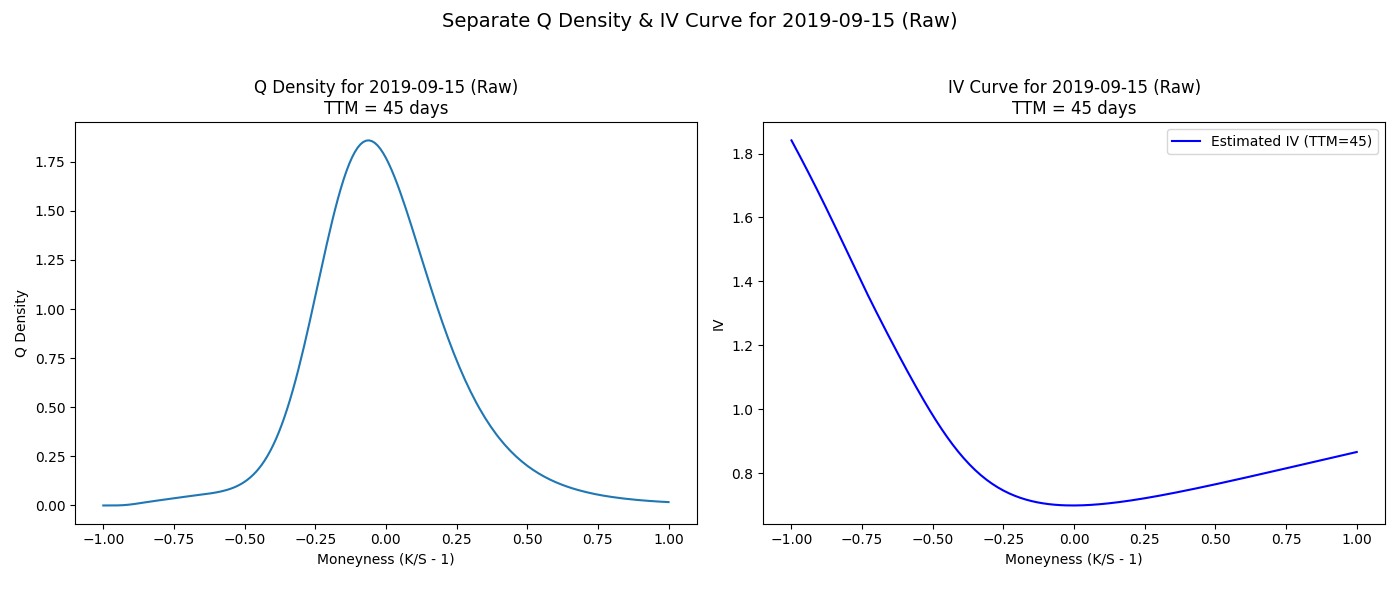 Separate Q Density & IV Curve for 2019-09-15 (Raw)
Q Density for 2019-09-15 (Raw)
TTM = 45 days
Q Density
1.75
1.50
1.25
1.00
0.75
0.50
0.25
0.00
−1.00 −0.75 −0.50 −0.25 0.00 0.25 0.50 0.75 1.00
Moneyness (K/S - 1)
IV Curve for 2019-09-15 (Raw)
TTM = 45 days
Estimated IV (TTM=45)
IV
1.8
1.6
1.4
1.2
1.0
0.8
−1.00 −0.75 −0.50 −0.25 0.00 0.25 0.50 0.75 1.00
Moneyness (K/S - 1)